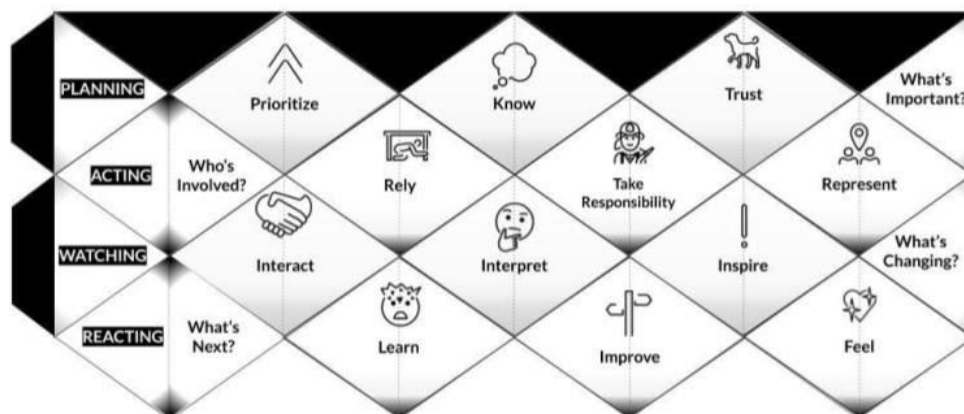 PLANNING
Prioritize
Know
Trust
What's
Important?
ACTING
Who's
Involved?
Rely
Take
Responsibility
Represent
WATCHING
Interact
Interpret
Inspire
What's
Changing?
REACTING
What's
Next?
Learn
Improve
Feel